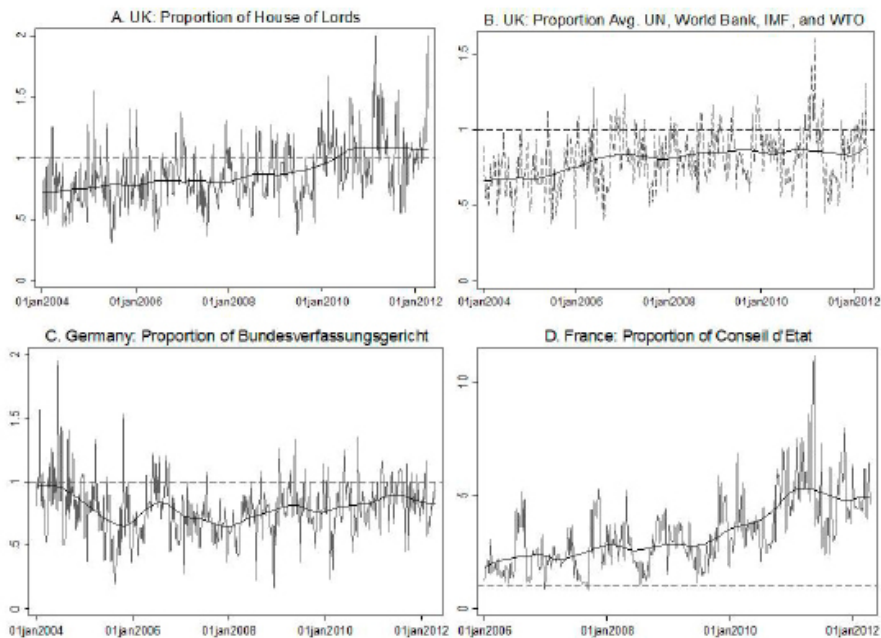 A. UK: Proportion of House of Lords
2
1.5
1
.5
0
01jan2004 01jan2006 01jan2008 01jan2010 01jan2012
B. UK: Proportion Avg. UN, World Bank, IMF, and WTO
1.5
1
.5
0
01jan2004 01jan2006 01jan2008 01jan2010 01jan2012
C. Germany: Proportion of Bundesverfassungsgericht
2
1.5
1
.5
0
01jan2004 01jan2006 01jan2008 01jan2010 01jan2012
D. France: Proportion of Conseil d'Etat
10
5
0
01jan2006 01jan2008 01jan2010 01jan2012